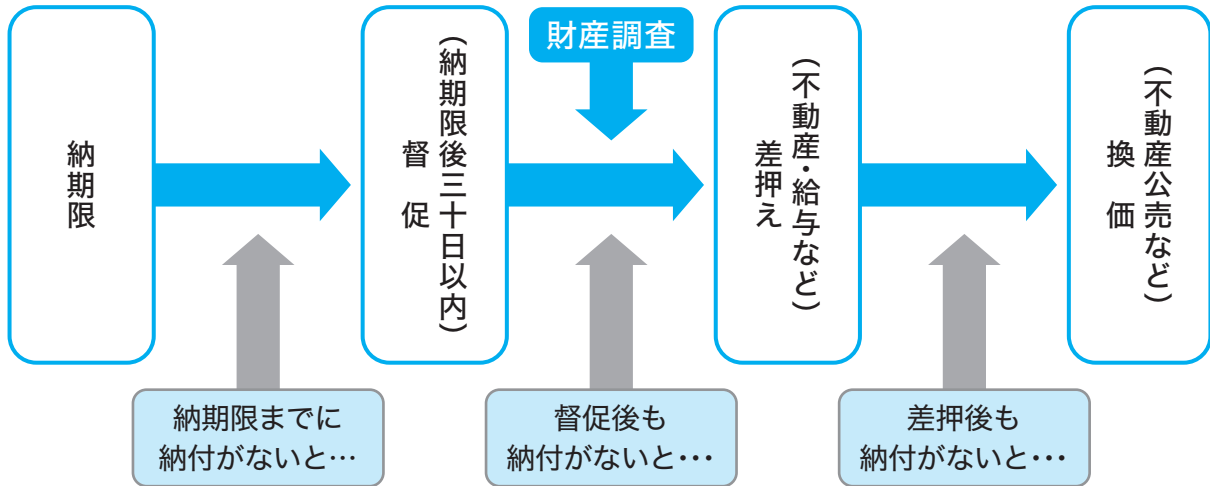 納期限
納期限までに
納付がないと…
(納期限後三十日以内)
督促
財産調査
督促後も
納付がないと・・・
(不動産・給与など)
差押え
差押後も
納付がないと・・・
(不動産公売など)
換価